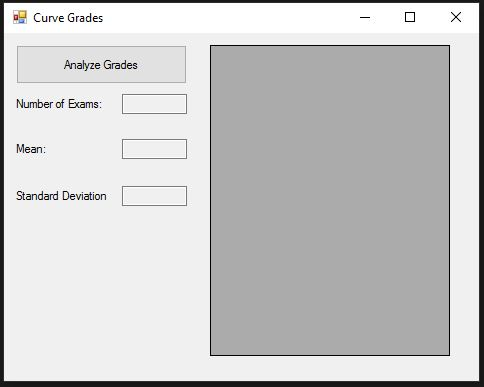 Curve Grades
Analyze Grades
Number of Exams:
Mean:
Standard Deviation